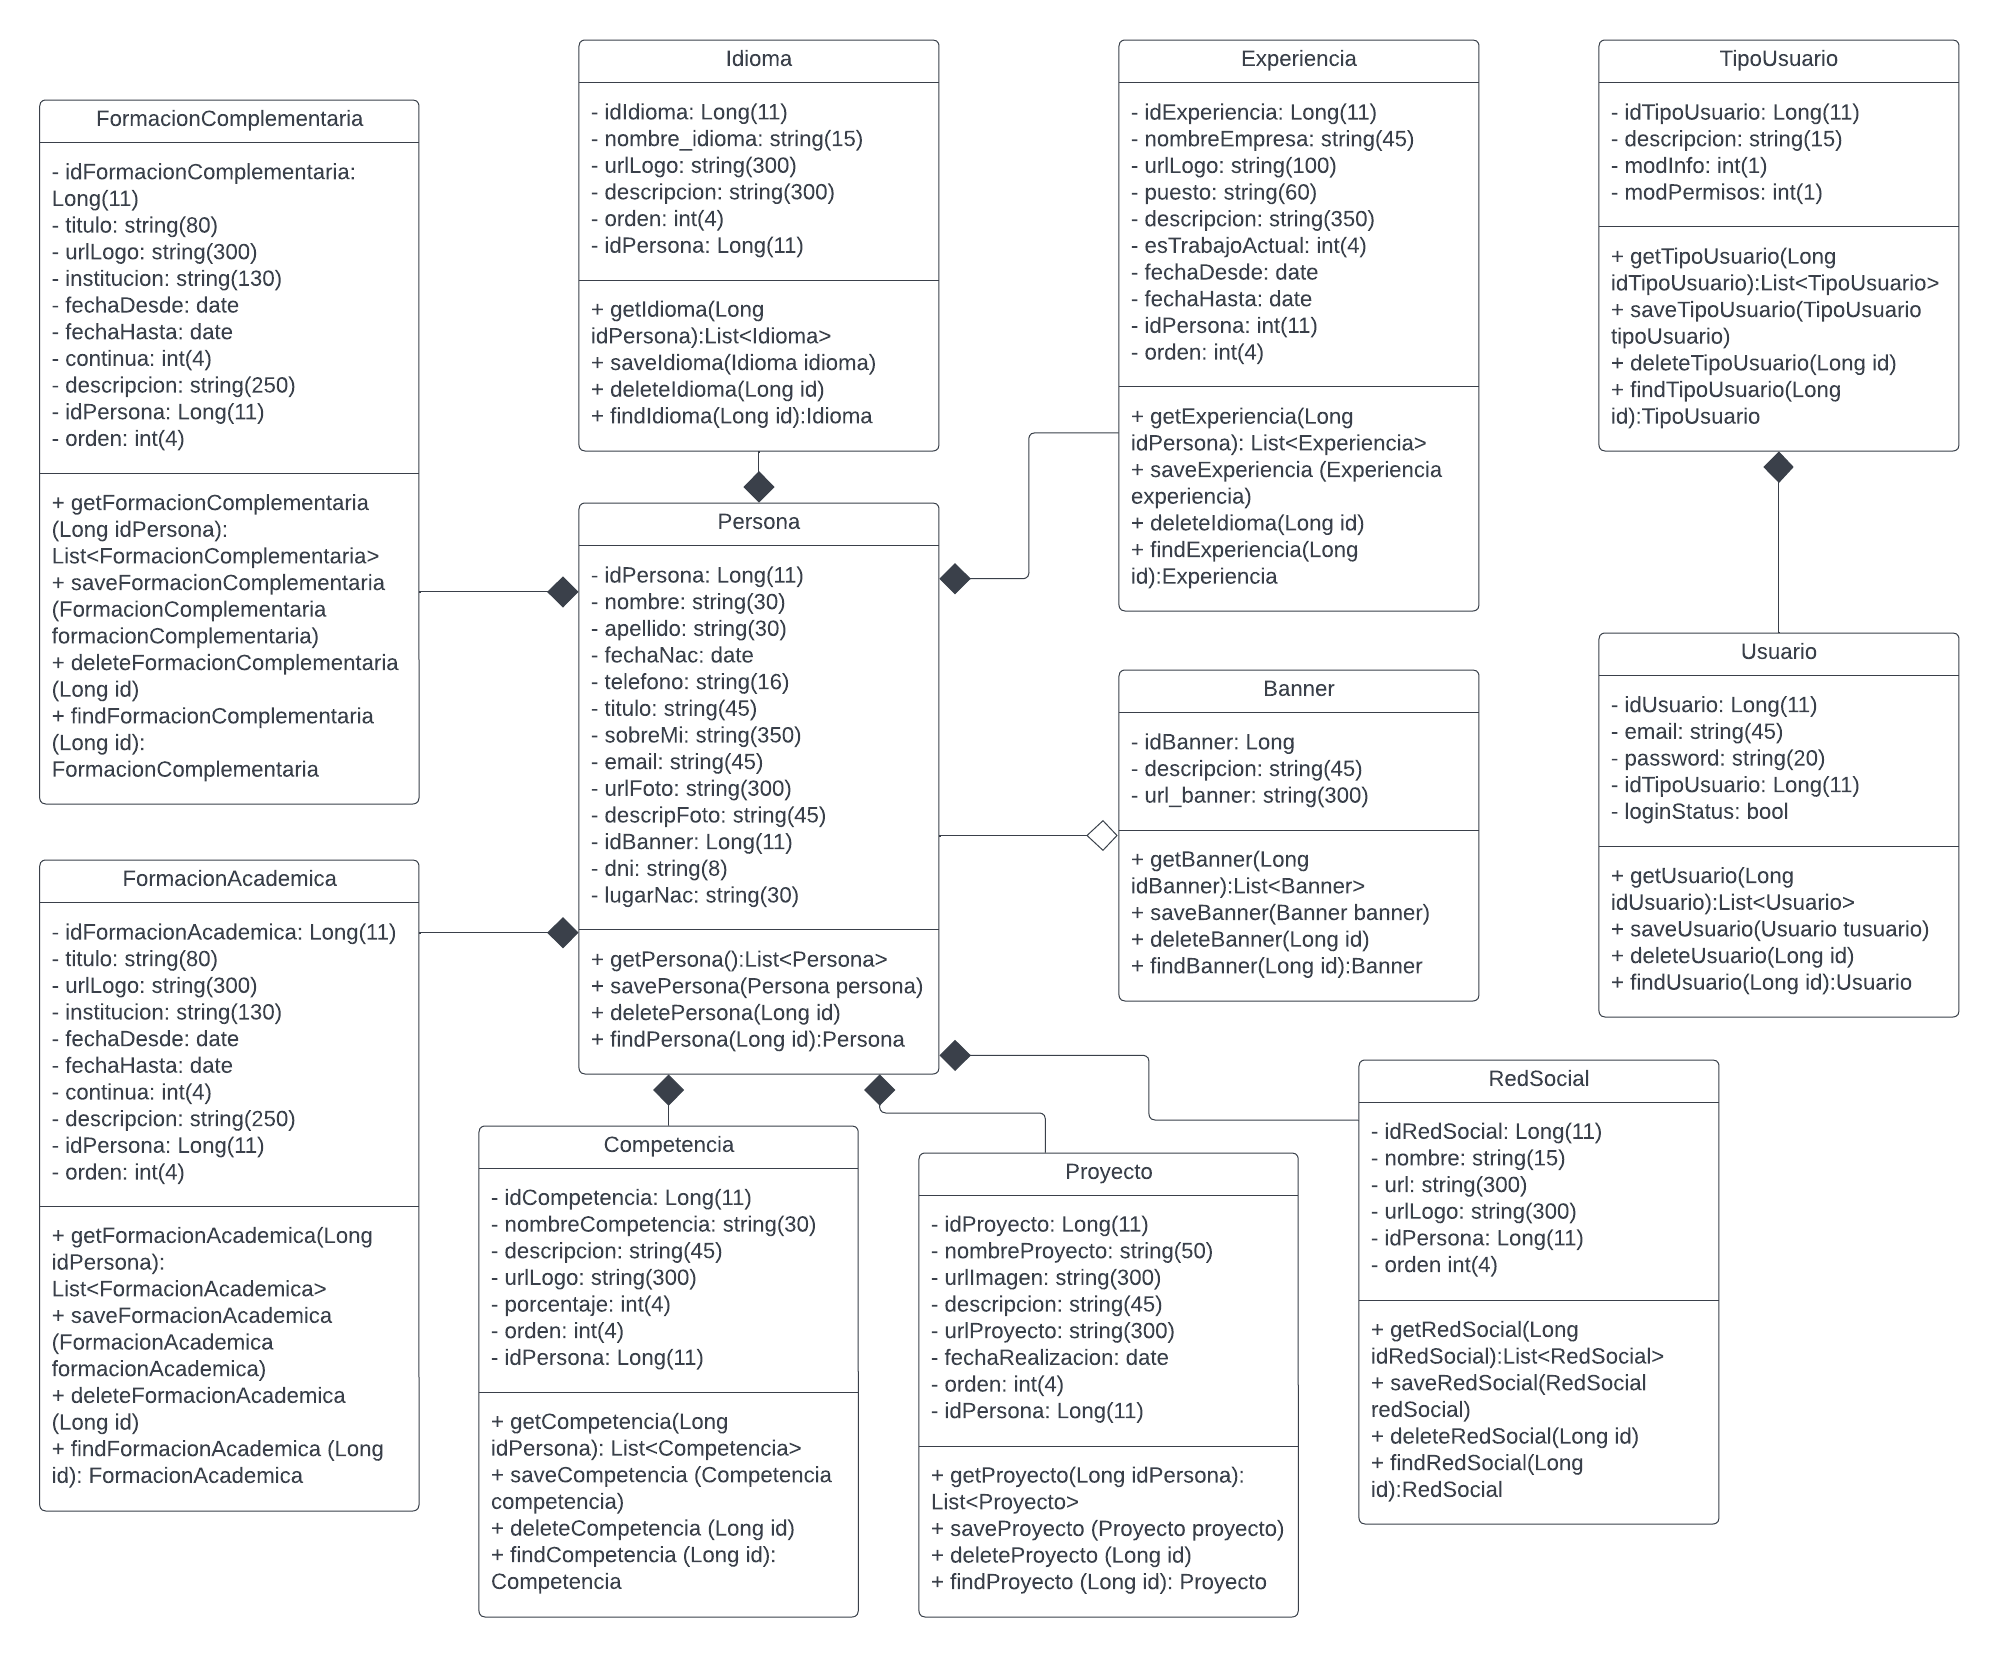 FormacionComplementaria
- idFormacionComplementaria:
Long(11)
- titulo: string(80)
- urlLogo: string(300)
- institucion: string(130)
- fechaDesde: date
- fechaHasta: date
- continua: int(4)
- descripcion: string(250)
- idPersona: Long(11)
- orden: int(4)
+ getFormacionComplementaria
(Long idPersona):
List<FormacionComplementaria>
+ saveFormacionComplementaria
(FormacionComplementaria
formacionComplementaria)
+ deleteFormacionComplementaria
(Long id)
+ findFormacionComplementaria
(Long id):
FormacionComplementaria
Idioma
- idIdioma: Long(11)
- nombre_idioma: string(15)
- urlLogo: string(300)
- descripcion: string(300)
- orden: int(4)
- idPersona: Long(11)
+ getIdioma(Long
idPersona):List<Idioma>
+ saveIdioma(Idioma idioma)
+ deleteIdioma(Long id)
+ findIdioma(Long id):Idioma
Experiencia
- idExperiencia: Long(11)
- nombreEmpresa: string(45)
- urlLogo: string(100)
- puesto: string(60)
- descripcion: string(350)
- esTrabajoActual: int(4)
- fechaDesde: date
- fechaHasta: date
- idPersona: int(11)
- orden: int(4)
+ getExperiencia(Long
idPersona): List<Experiencia>
+ saveExperiencia (Experiencia
experiencia)
+ deleteIdioma(Long id)
+ findExperiencia(Long
id):Experiencia
TipoUsuario
- idTipoUsuario: Long(11)
- descripcion: string(15)
- modInfo: int(1)
- modPermisos: int(1)
+ getTipoUsuario(Long
idTipoUsuario):List<TipoUsuario>
+ saveTipoUsuario(TipoUsuario
tipoUsuario)
+ deleteTipoUsuario(Long id)
+ findTipoUsuario(Long
id):TipoUsuario
Persona
- idPersona: Long(11)
- nombre: string(30)
- apellido: string(30)
- fechaNac: date
- telefono: string(16)
- titulo: string(45)
- sobreMi: string(350)
- email: string(45)
- urlFoto: string(300)
- descripFoto: string(45)
- idBanner: Long(11)
- dni: string(8)
- lugarNac: string(30)
+ getPersona():List<Persona>
+ savePersona(Persona persona)
+ deletePersona(Long id)
+ findPersona(Long id):Persona
Banner
- idBanner: Long
- descripcion: string(45)
- url_banner: string(300)
+ getBanner(Long
idBanner):List<Banner>
+ saveBanner(Banner banner)
+ deleteBanner(Long id)
+ findBanner(Long id):Banner
Usuario
- idUsuario: Long(11)
- email: string(45)
- password: string(20)
- idTipoUsuario: Long(11)
- loginStatus: bool
+ getUsuario(Long
idUsuario):List<Usuario>
+ saveUsuario(Usuario tusuario)
+ deleteUsuario(Long id)
+ findUsuario(Long id):Usuario
FormacionAcademica
- idFormacionAcademica: Long(11)
- titulo: string(80)
- urlLogo: string(300)
- institucion: string(130)
- fechaDesde: date
- fechaHasta: date
- continua: int(4)
- descripcion: string(250)
- idPersona: Long(11)
- orden: int(4)
+ getFormacionAcademica(Long
idPersona):
List<FormacionAcademica>
+ saveFormacionAcademica
(FormacionAcademica
formacionAcademica)
+ deleteFormacionAcademica
(Long id)
+ findFormacionAcademica (Long
id): FormacionAcademica
Competencia
- idCompetencia: Long(11)
- nombreCompetencia: string(30)
- descripcion: string(45)
- urlLogo: string(300)
- porcentaje: int(4)
- orden: int(4)
- idPersona: Long(11)
+ getCompetencia(Long
idPersona): List<Competencia>
+ saveCompetencia (Competencia
competencia)
+ deleteCompetencia (Long id)
+ findCompetencia (Long id):
Competencia
Proyecto
- idProyecto: Long(11)
- nombreProyecto: string(50)
- urlImagen: string(300)
- descripcion: string(45)
- urlProyecto: string(300)
- fechaRealizacion: date
- orden: int(4)
- idPersona: Long(11)
+ getProyecto(Long idPersona):
List<Proyecto>
+ saveProyecto (Proyecto proyecto)
+ deleteProyecto (Long id)
+ findProyecto (Long id): Proyecto
RedSocial
- idRedSocial: Long(11)
- nombre: string(15)
- url: string(300)
- urlLogo: string(300)
- idPersona: Long(11)
- orden int(4)
+ getRedSocial(Long
idRedSocial):List<RedSocial>
+ saveRedSocial(RedSocial
redSocial)
+ deleteRedSocial(Long id)
+ findRedSocial(Long
id):RedSocial